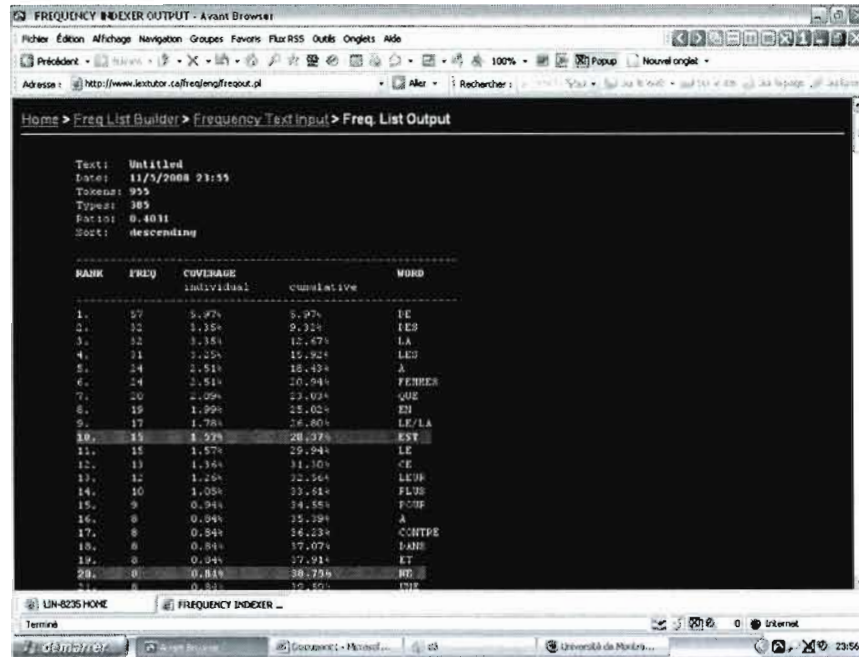 FREQUENCY INDEXER OUTPUT - Avant Browser
Fichier Édition Affichage Navigation Groupes Favoris Flux RSS Outils Onglets Aide
Précédent 100% Popup Nouvel onglet
Adresse : http://www.lextutor.ca/freq/eng/freqout.pl Aller Rechercher :
Home > Freq List Builder > Frequency Text Input > Freq. List Output
Text: Untitled
Date: 11/5/2008 23:55
Tokens: 955
Types: 385
Ratio: 0.4031
Sort: descending
RANK FREQ COVERAGE WORD
individual cumulative
1. 57 5.97% 5.97% DE
2. 32 3.35% 9.32% DES
3. 32 3.35% 12.67% LA
4. 31 3.25% 15.92% LES
5. 24 2.51% 18.43% À
6. 24 2.51% 20.94% FEMMES
7. 20 2.09% 23.03% QUE
8. 19 1.99% 25.02% EN
9. 17 1.78% 26.80% LE/LA
10. 15 1.57% 28.37% EST
11. 15 1.57% 29.94% LE
12. 13 1.36% 31.30% CE
13. 12 1.26% 32.56% LEUR
14. 10 1.05% 33.61% PLUS
15. 9 0.94% 34.55% POUR
16. 8 0.84% 35.39% A
17. 8 0.84% 36.23% CONTRE
18. 8 0.84% 37.07% DANS
19. 8 0.84% 37.91% ET
20. 8 0.84% 38.75% NE
LIN-8235 HOME FREQUENCY INDEXER ...
Terminé 0 Internet
démarrer Avant Browser Document1 - Microsof... Université de Montré... 23:56